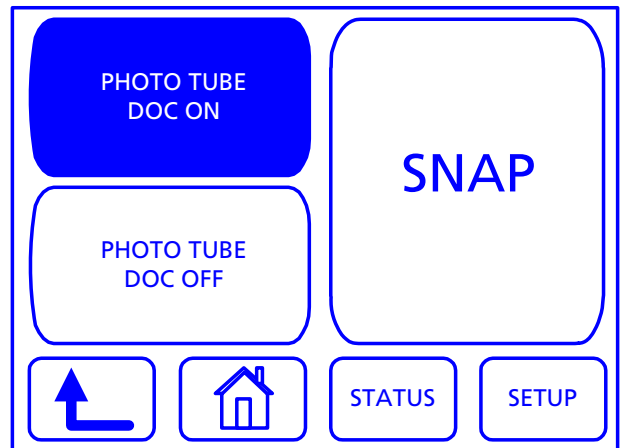 PHOTO TUBE
DOC ON
SNAP
PHOTO TUBE
DOC OFF
STATUS
SETUP